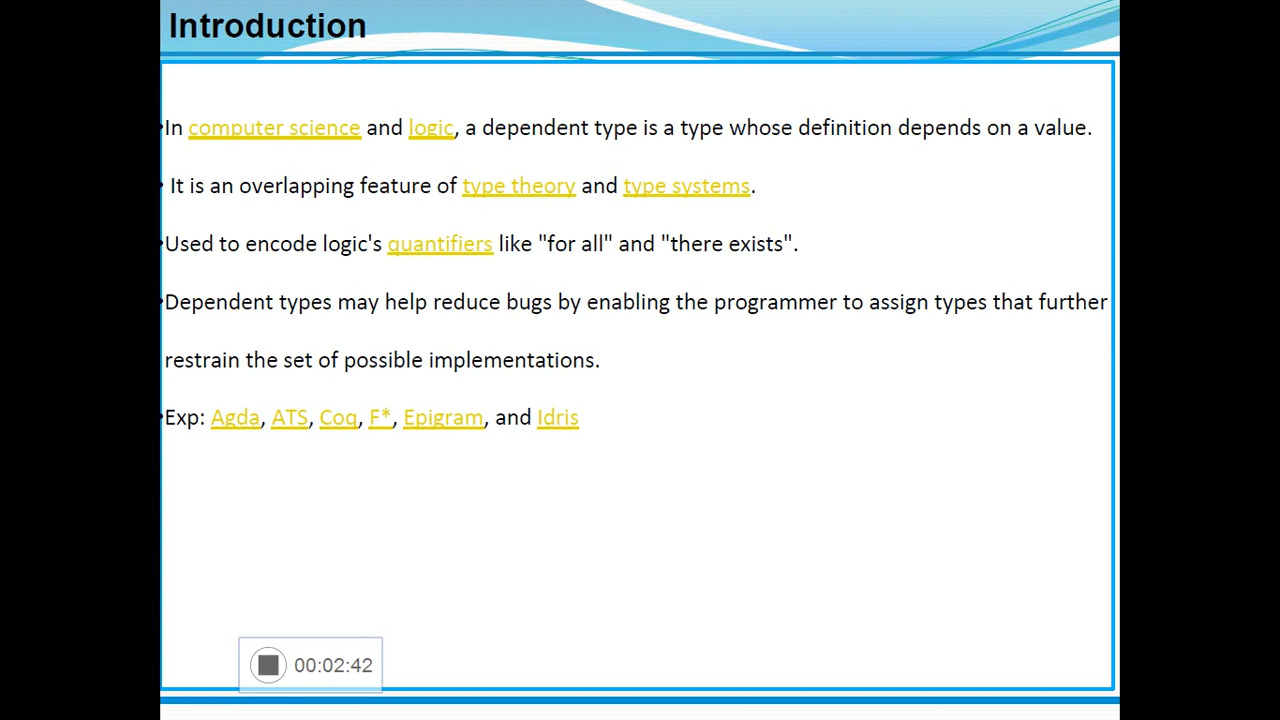 Introduction
•In computer science and logic, a dependent type is a type whose definition depends on a value.
• It is an overlapping feature of type theory and type systems.
•Used to encode logic's quantifiers like "for all" and "there exists".
•Dependent types may help reduce bugs by enabling the programmer to assign types that further
restrain the set of possible implementations.
•Exp: Agda, ATS, Coq, F*, Epigram, and Idris
00:02:42